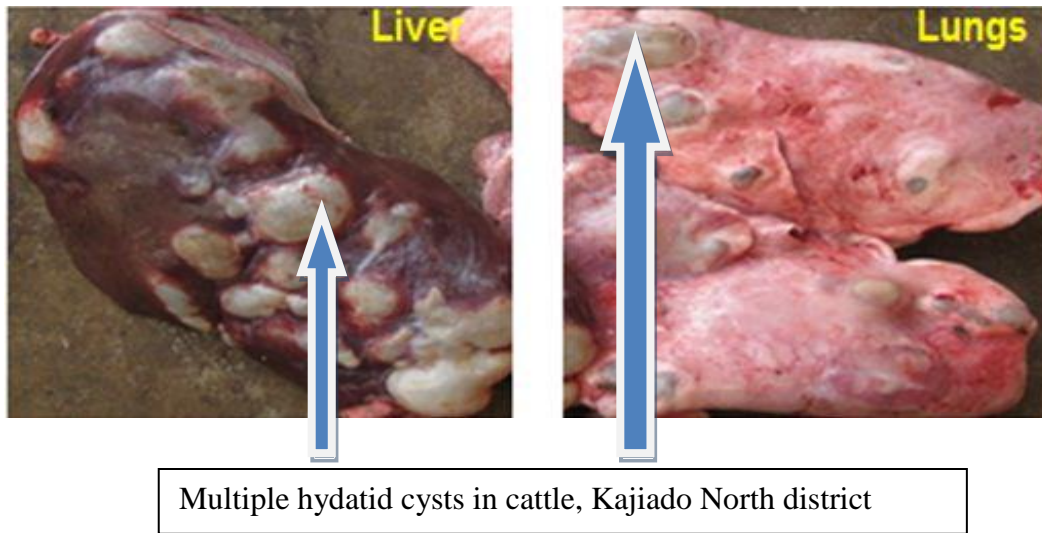 Liver
Lungs
Multiple hydatid cysts in cattle, Kajiado North district